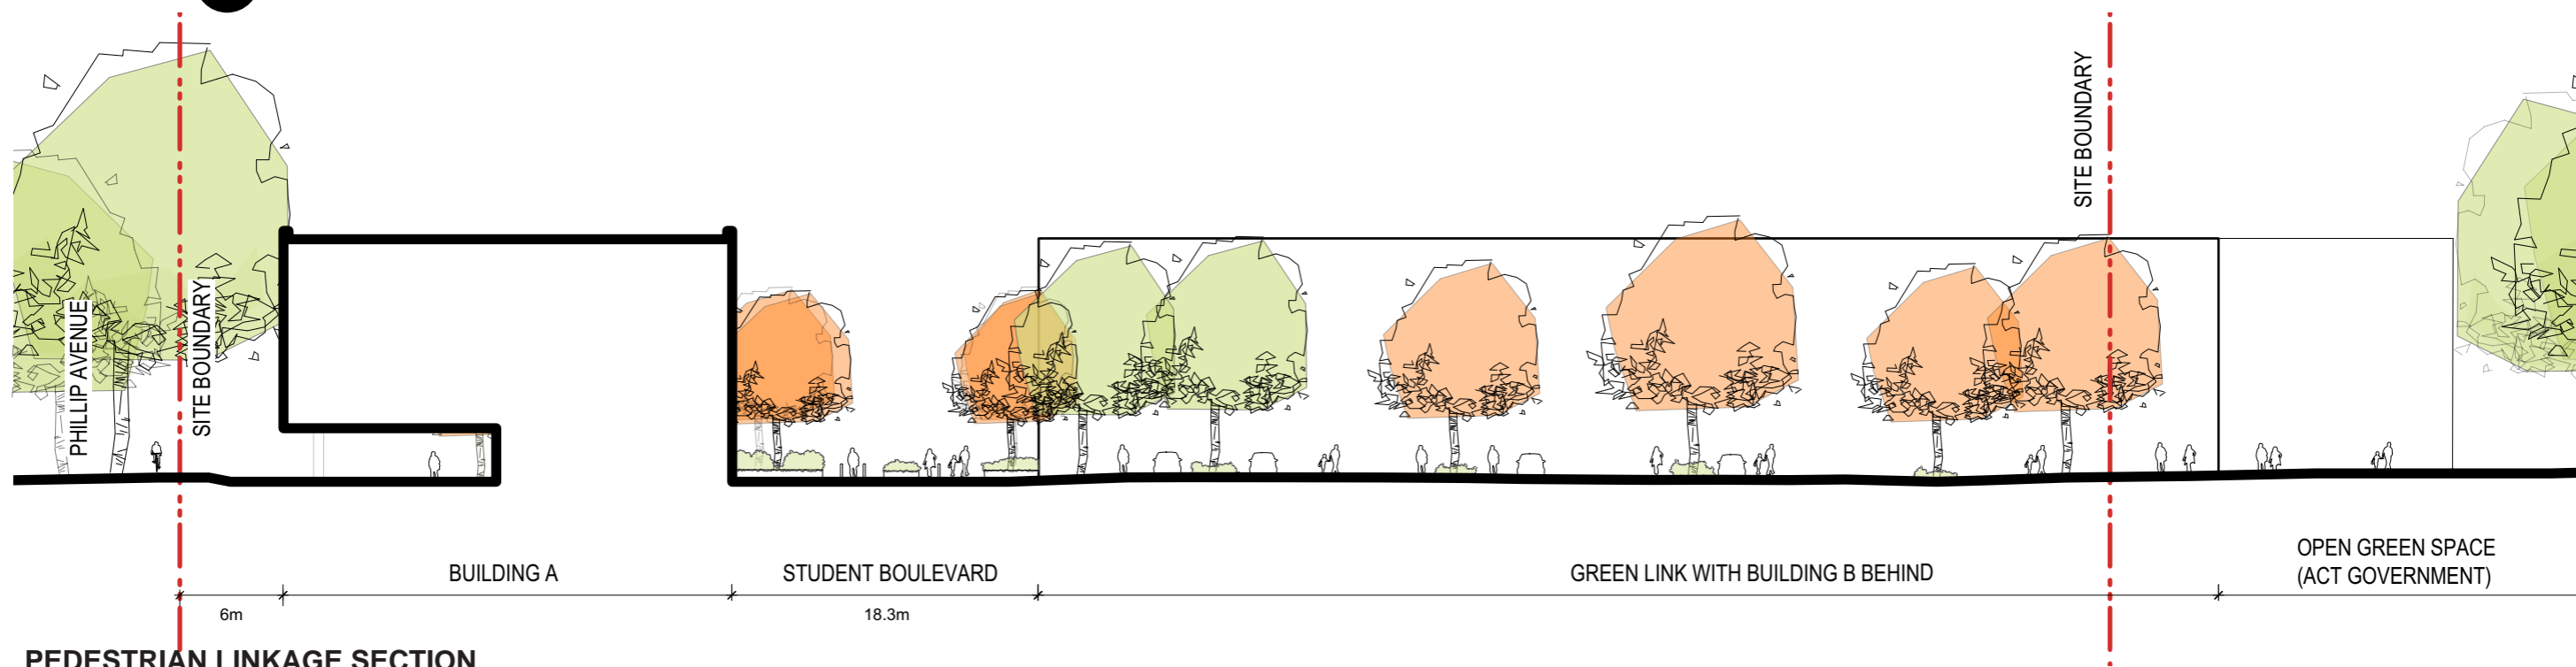 SITE BOUNDARY
PHILLIP AVENUE
SITE BOUNDARY
BUILDING A
STUDENT BOULEVARD
GREEN LINK WITH BUILDING B BEHIND
OPEN GREEN SPACE
(ACT GOVERNMENT)
6m
18.3m
PEDESTRIAN LINKAGE SECTION